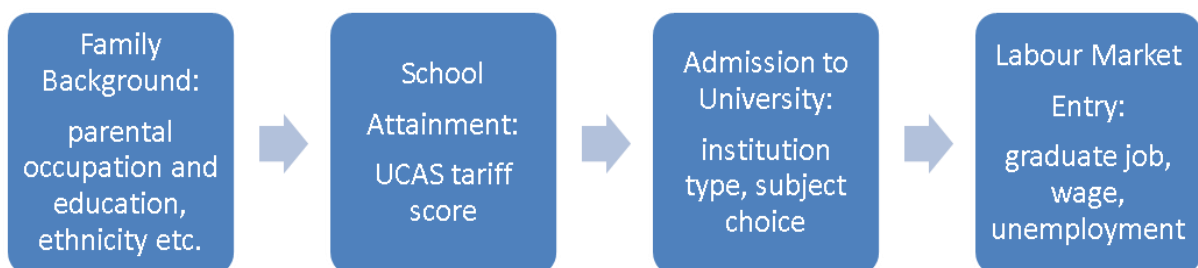 Family
Background:
parental
occupation and
education,
ethnicity etc.
School
Attainment:
UCAS tariff
score
Admission to
University:
institution
type, subject
choice
Labour Market
Entry:
graduate job,
wage,
unemployment